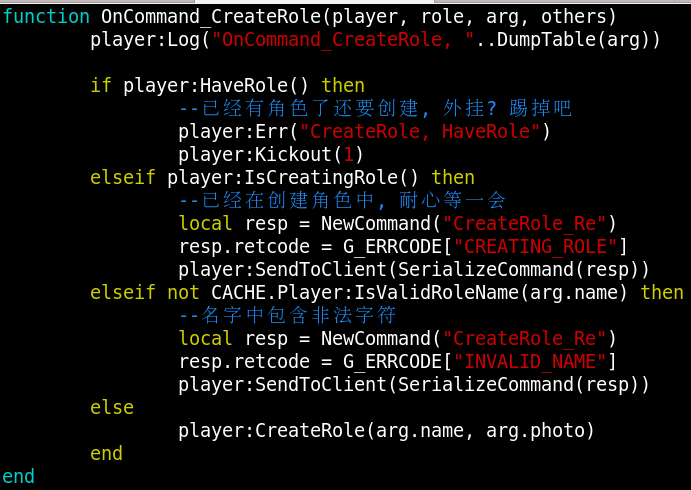 function OnCommand_CreateRole(player, role, arg, others)
        player:Log("OnCommand_CreateRole, "..DumpTable(arg))

        if player:HaveRole() then
                --已经有角色了还要创建, 外挂? 踢掉吧
                player:Err("CreateRole, HaveRole")
                player:Kickout(1)
        elseif player:IsCreatingRole() then
                --已经在创建角色中, 耐心等一会
                local resp = NewCommand("CreateRole_Re")
                resp.retcode = G_ERRCODE["CREATING_ROLE"]
                player:SendToClient(SerializeCommand(resp))
        elseif not CACHE.Player:IsValidRoleName(arg.name) then
                --名字中包含非法字符
                local resp = NewCommand("CreateRole_Re")
                resp.retcode = G_ERRCODE["INVALID_NAME"]
                player:SendToClient(SerializeCommand(resp))
        else
                player:CreateRole(arg.name, arg.photo)
        end
end